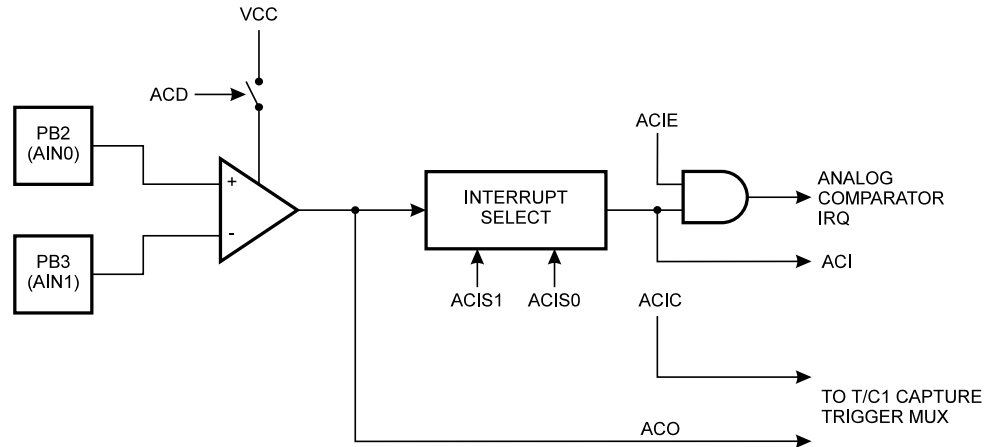 VCC
ACD
PB2
(AIN0)
+
-
PB3
(AIN1)
INTERRUPT
SELECT
ACIS1 ACIS0
ACIE
ANALOG
COMPARATOR
IRQ
ACI
ACIC
TO T/C1 CAPTURE
TRIGGER MUX
ACO